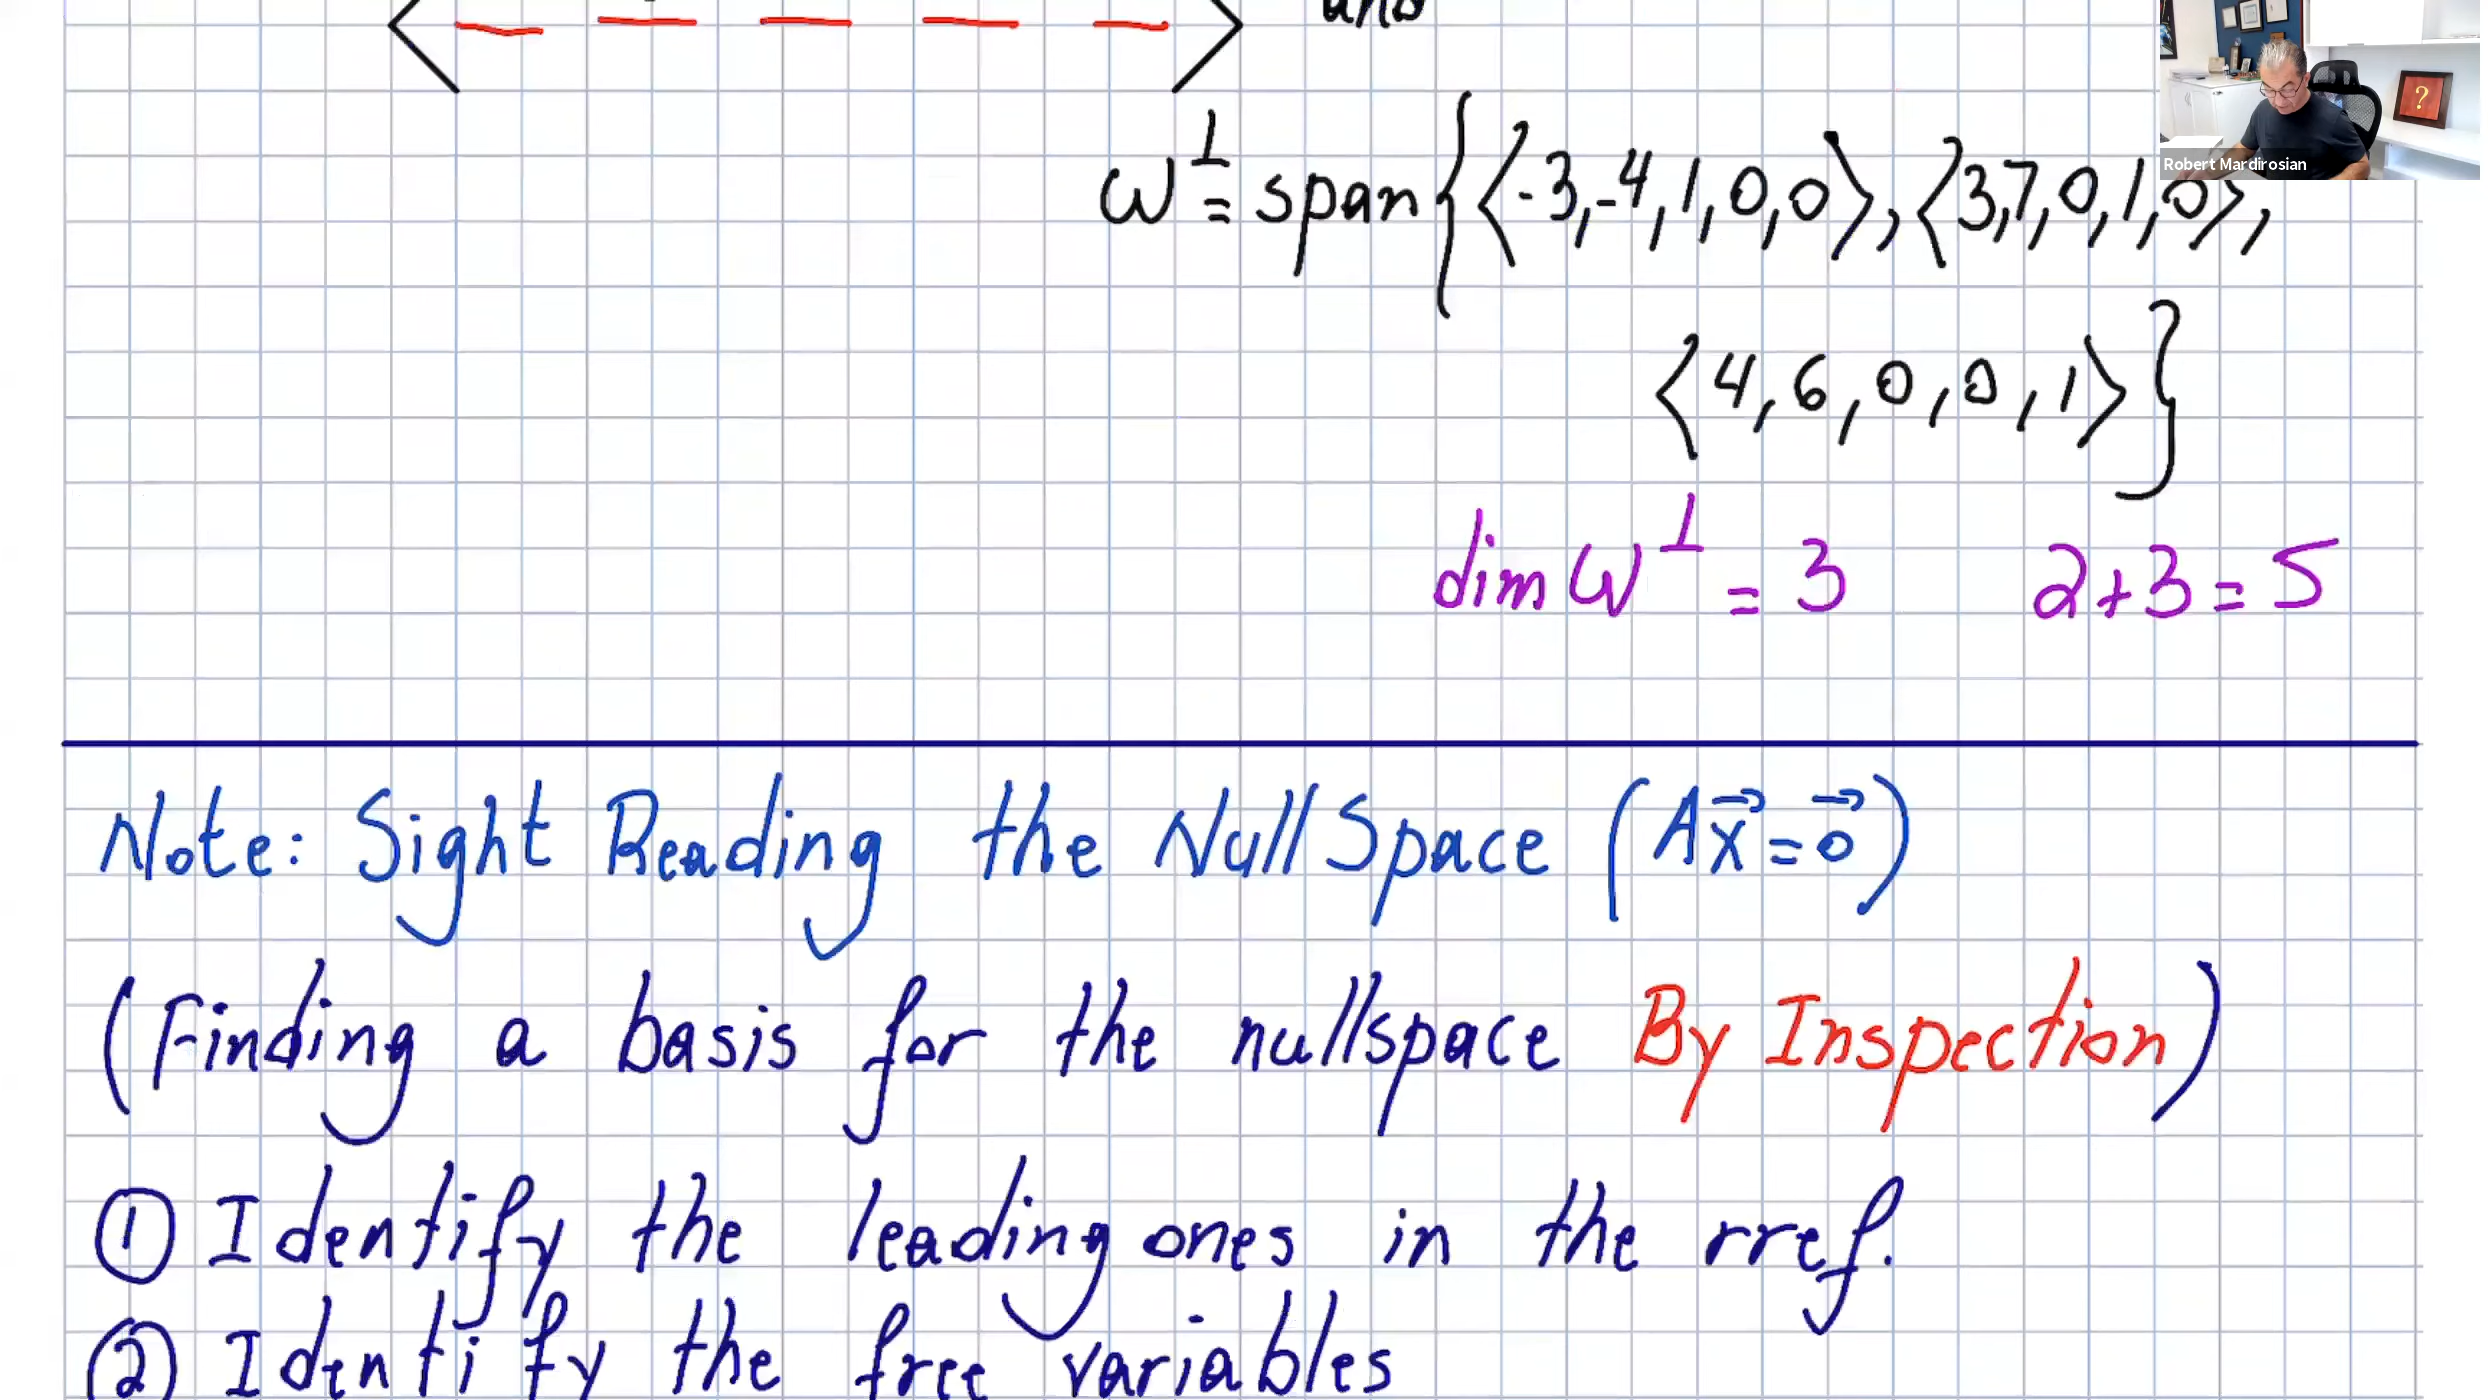 and
W⊥ = span{⟨-3,-4,1,0,0⟩,⟨3,7,0,1,0⟩,
?
Robert Mardirosian
⟨4,6,0,0,1⟩}
dim W⊥ = 3 2+3=5
Note: Sight Reading the NullSpace (Ax⃗=0⃗)
(Finding a basis for the nullspace By Inspection)
① Identify the leading ones in the rref.
② Identify the free variables